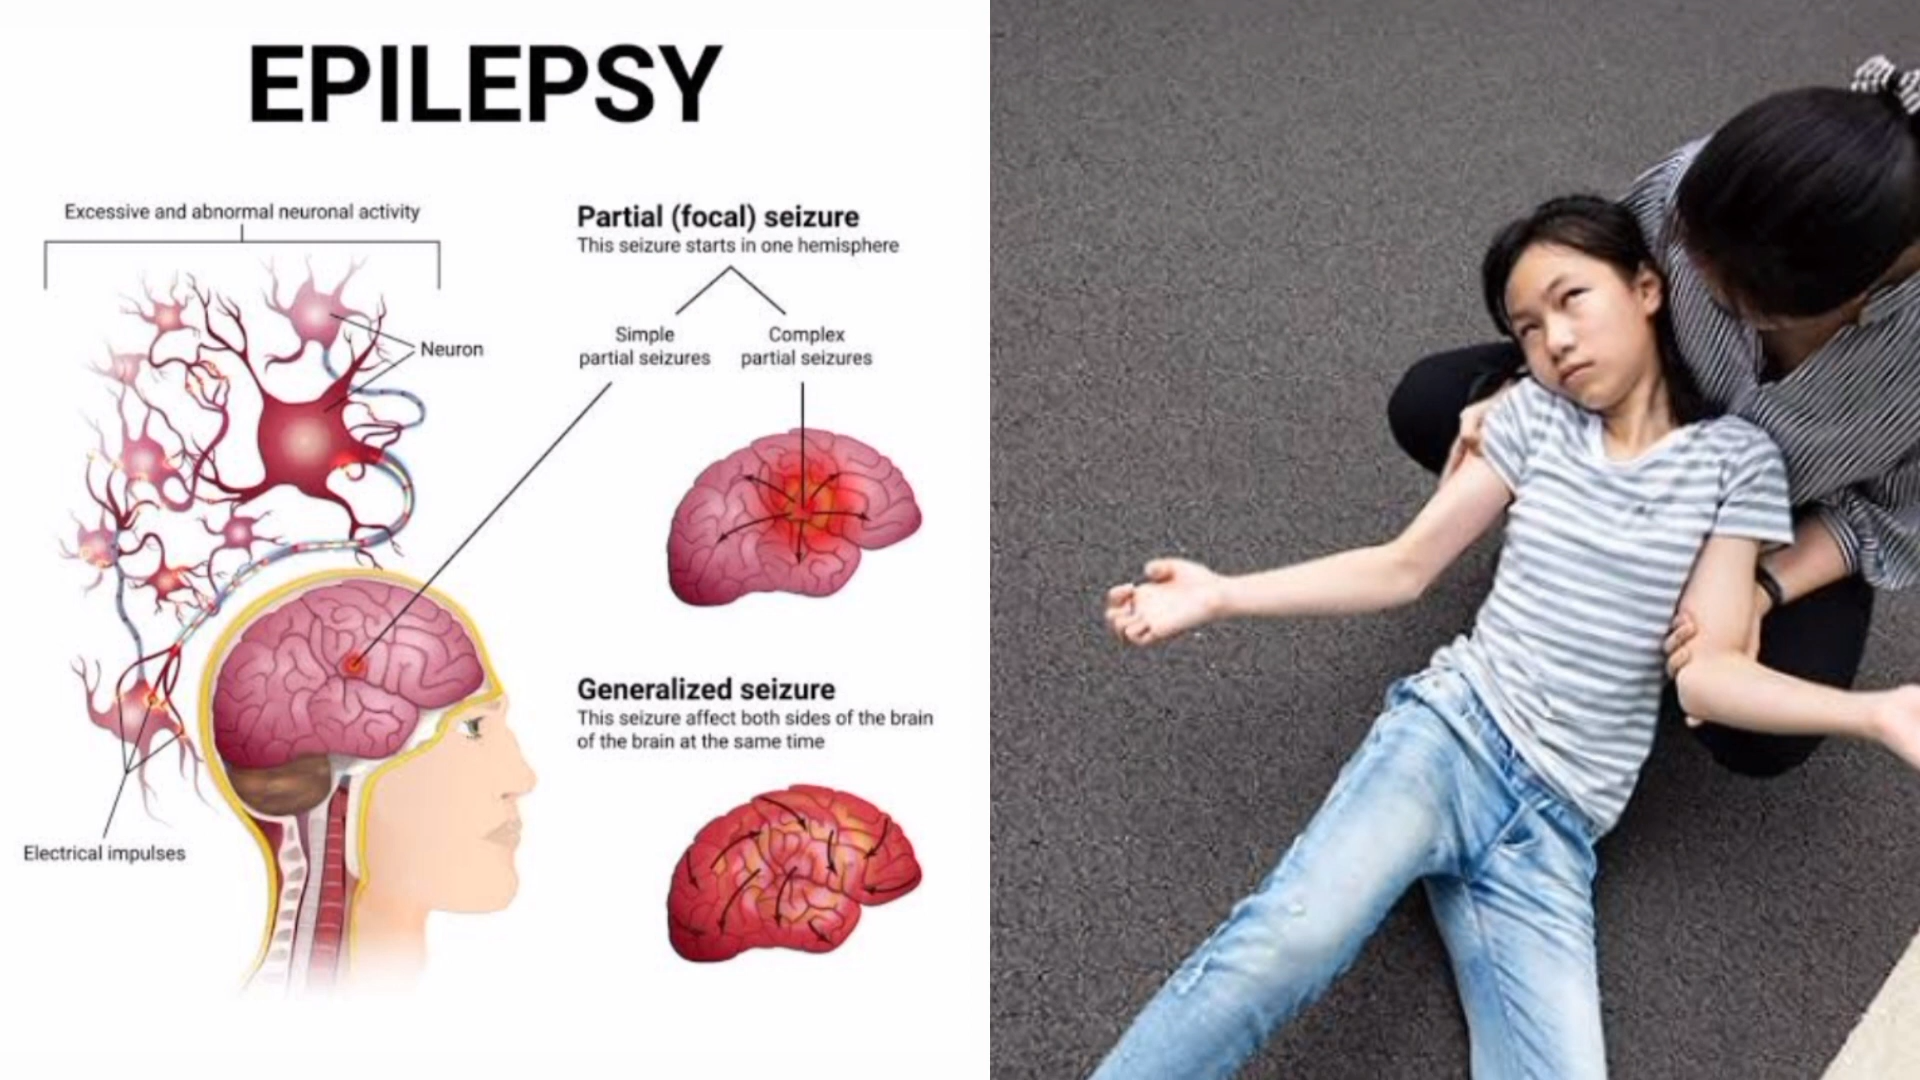 EPILEPSY
Excessive and abnormal neuronal activity
Neuron
Electrical impulses
Partial (focal) seizure
This seizure starts in one hemisphere
Simple
partial seizures
Complex
partial seizures
Generalized seizure
This seizure affect both sides of the brain
of the brain at the same time